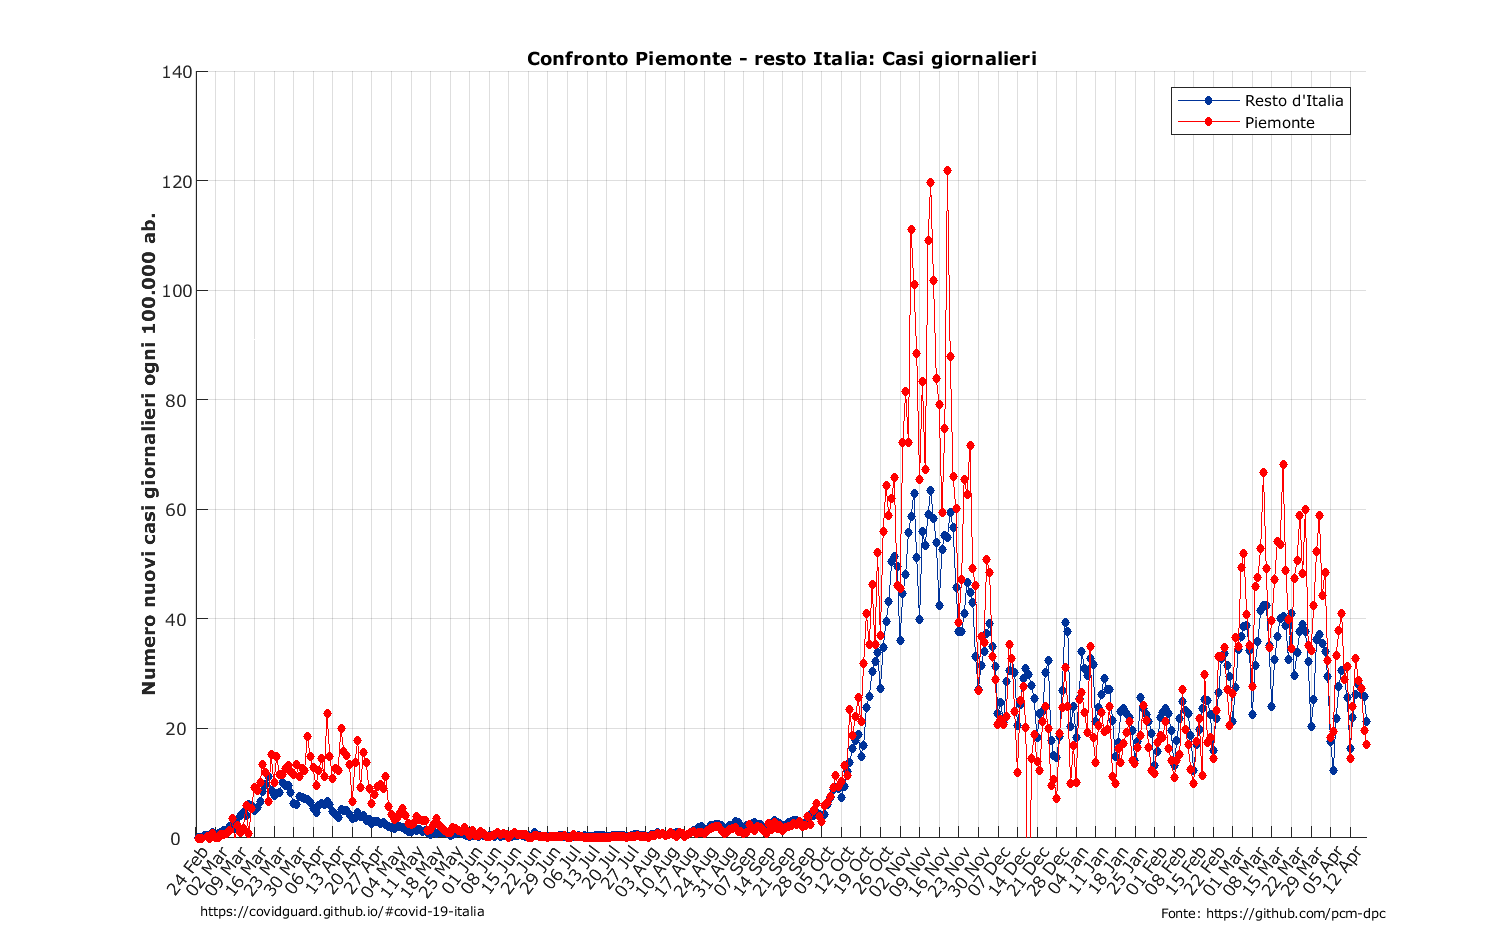 Confronto Piemonte - resto Italia: Casi giornalieri
Resto d'Italia
Piemonte
Numero nuovi casi giornalieri ogni 100.000 ab.
140
120
100
80
60
40
20
0
24 Feb
02 Mar
09 Mar
16 Mar
23 Mar
30 Mar
06 Apr
13 Apr
20 Apr
27 Apr
04 May
11 May
18 May
25 May
01 Jun
08 Jun
15 Jun
22 Jun
29 Jun
06 Jul
13 Jul
20 Jul
27 Jul
03 Aug
10 Aug
17 Aug
24 Aug
31 Aug
07 Sep
14 Sep
21 Sep
28 Sep
05 Oct
12 Oct
19 Oct
26 Oct
02 Nov
09 Nov
16 Nov
23 Nov
30 Nov
07 Dec
14 Dec
21 Dec
28 Dec
04 Jan
11 Jan
18 Jan
25 Jan
01 Feb
08 Feb
15 Feb
22 Feb
01 Mar
08 Mar
15 Mar
22 Mar
29 Mar
05 Apr
12 Apr
https://covidguard.github.io/#covid-19-italia
Fonte: https://github.com/pcm-dpc